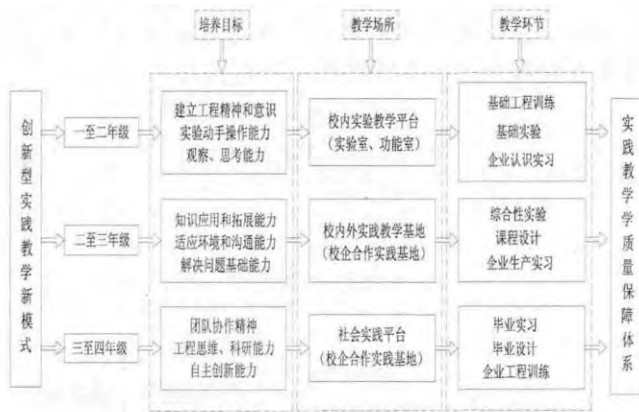 培养目标
教学场所
教学环节
创新型实践教学新模式
一至二年级
建立工程精神和意识
实验动手操作能力
观察、思考能力
校内实验教学平台
(实验室、功能室)
基础工程训练
基础实验
企业认识实习
二至三年级
知识应用和拓展能力
适应环境和沟通能力
解决问题基础能力
校内外实践教学基地
(校企合作实践基地)
综合性实验
课程设计
企业生产实习
三至四年级
团队协作精神
工程思维、科研能力
自主创新能力
社会实践平台
(校企合作实践基地)
毕业实习
毕业设计
企业工程训练
实践教学学质量保障体系